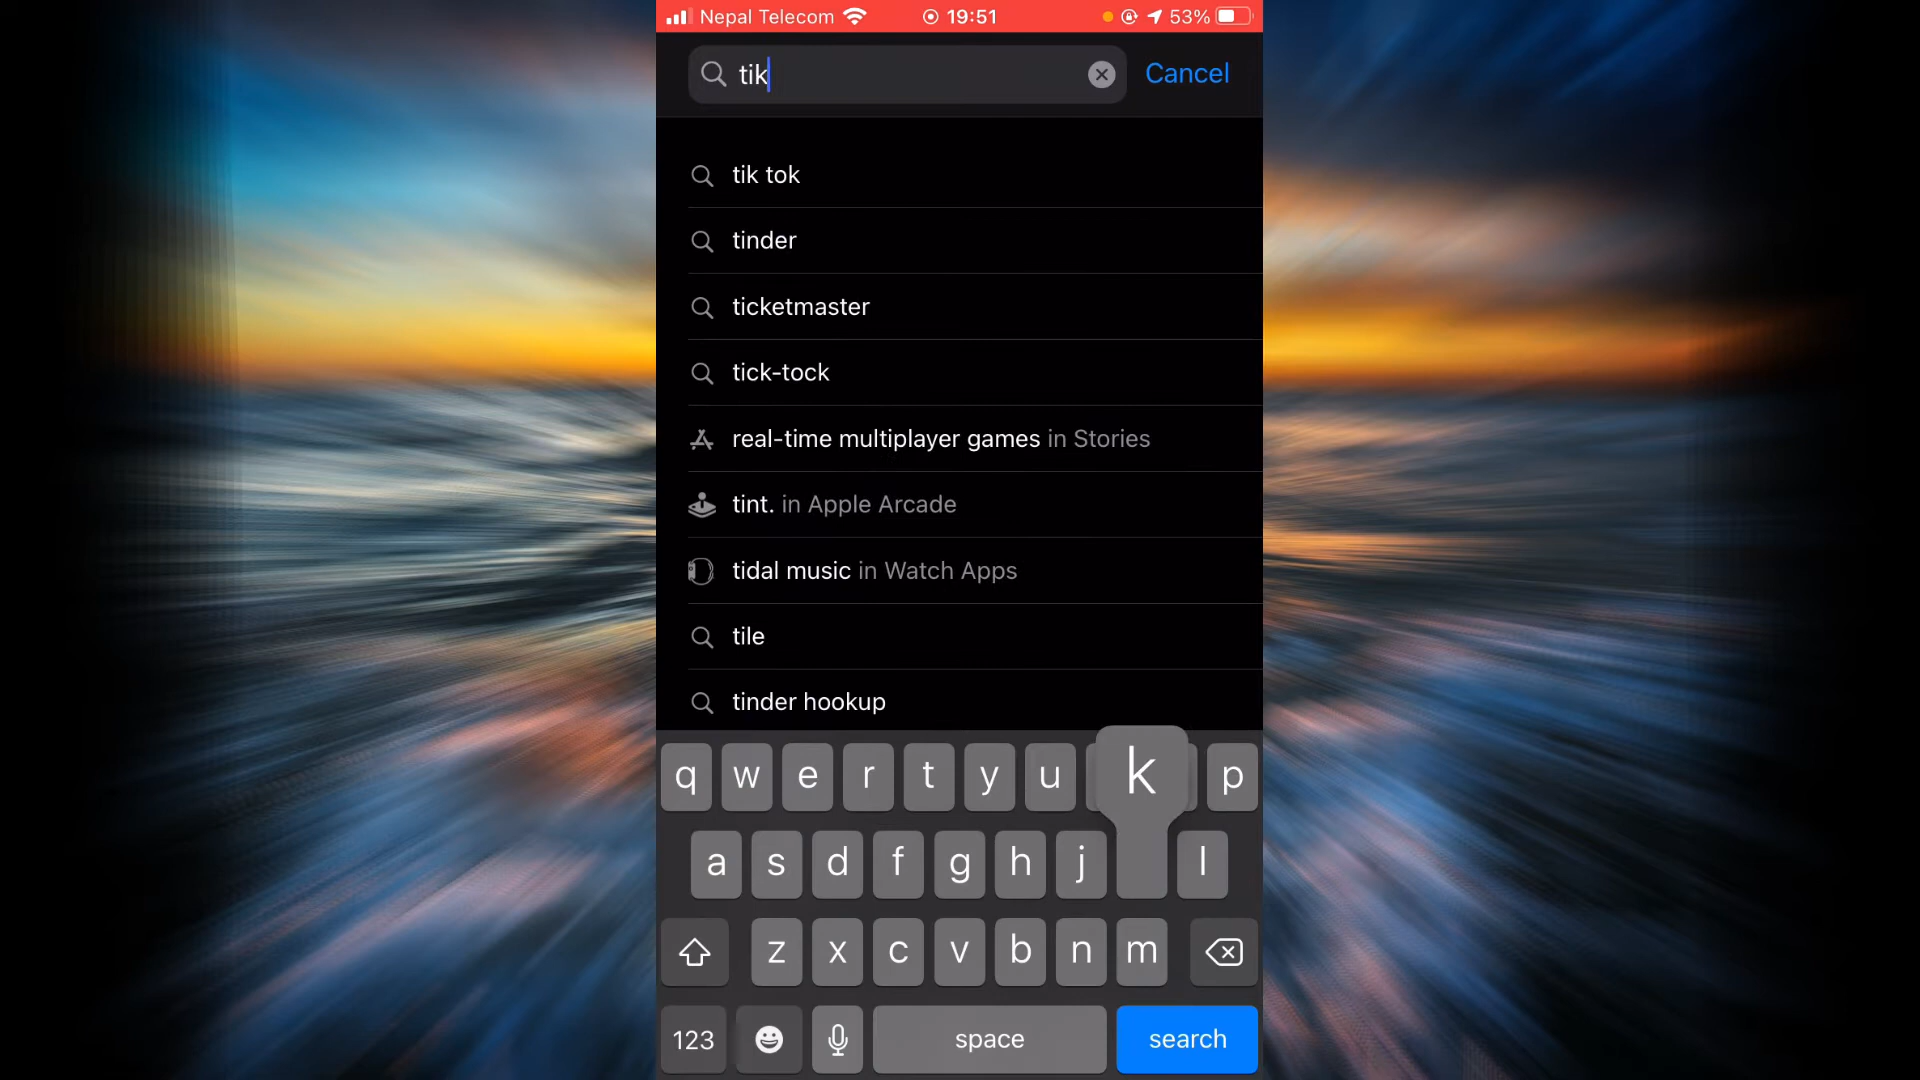 Nepal Telecom 19:51 53%
tik Cancel
tik tok
tinder
ticketmaster
tick-tock
real-time multiplayer games in Stories
tint. in Apple Arcade
tidal music in Watch Apps
tile
tinder hookup
q w e r t y u k p
a s d f g h j l
z x c v b n m
123 space search